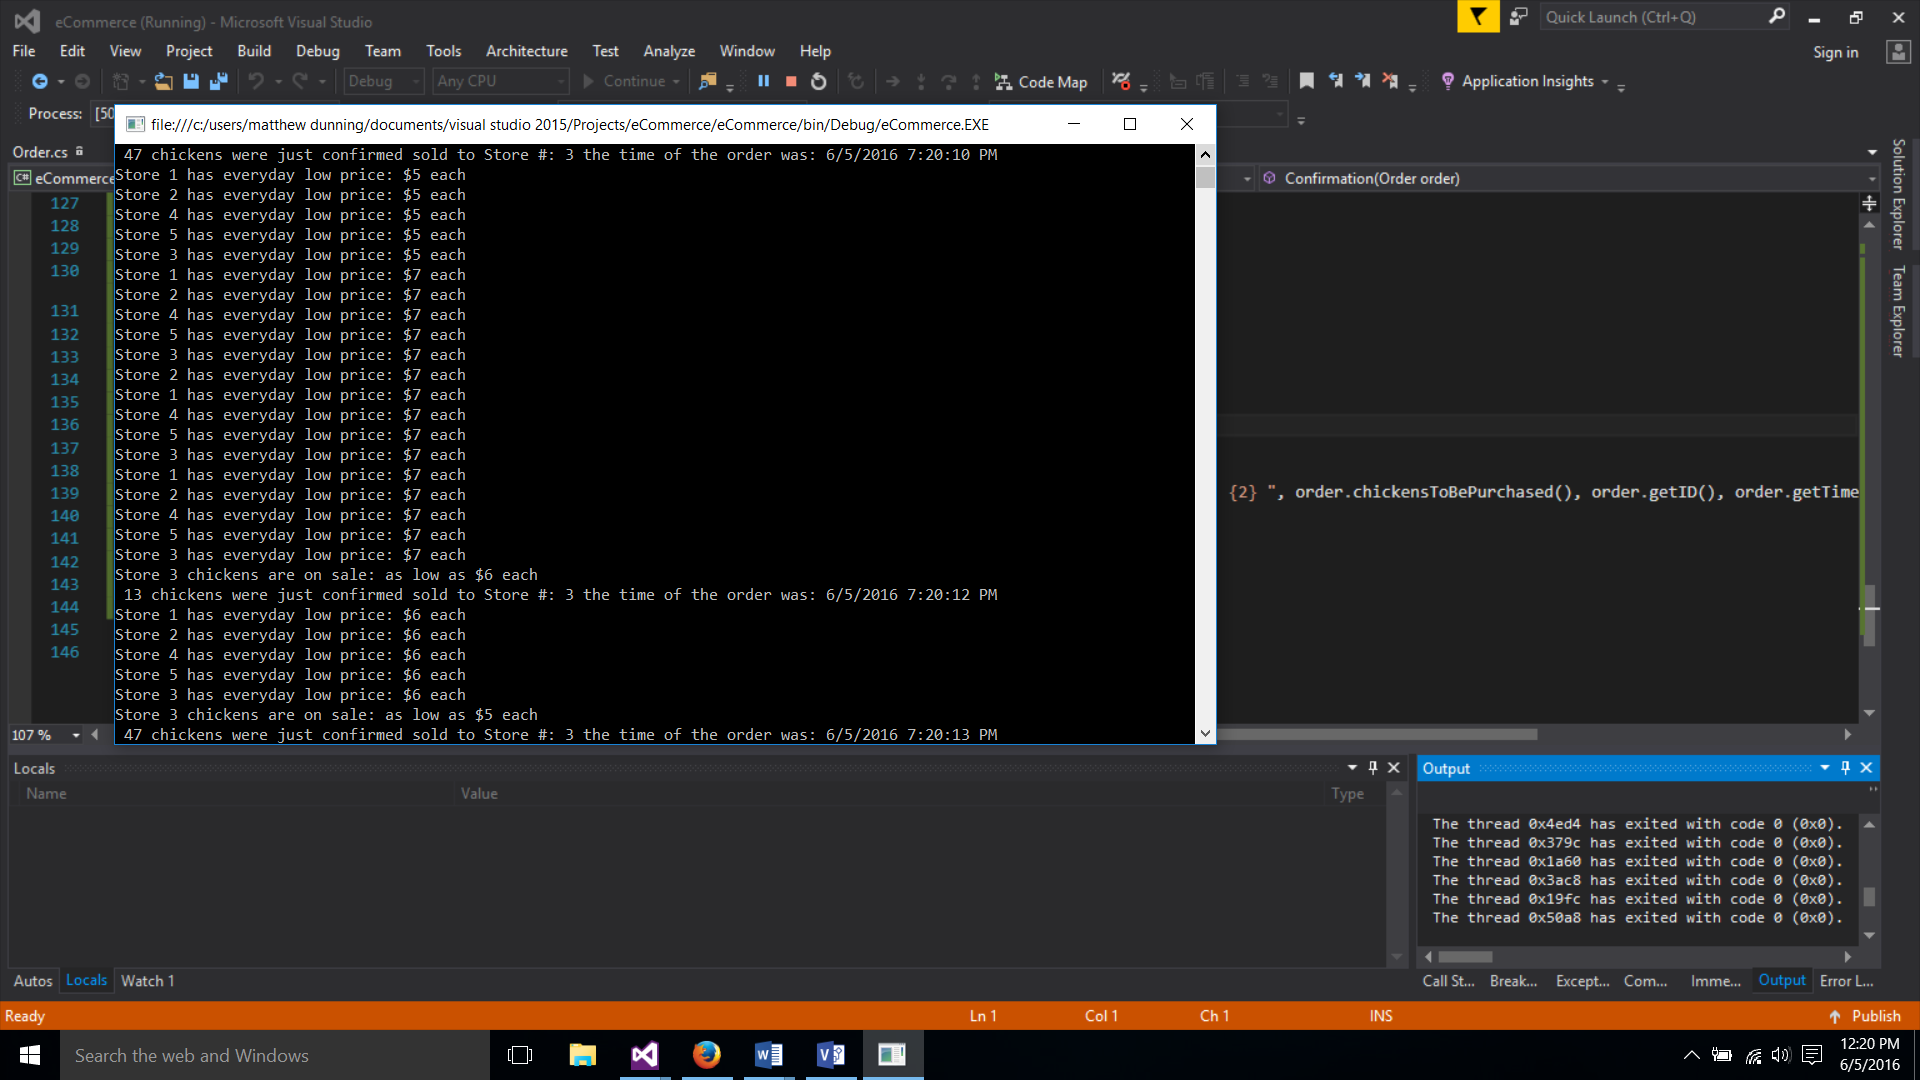 eCommerce (Running) - Microsoft Visual Studio
Quick Launch (Ctrl+Q)
File Edit View Project Build Debug Team Tools Architecture Test Analyze Window Help
Sign in
Debug Any CPU Continue Code Map Application Insights
Process: [50
file:///c:/users/matthew dunning/documents/visual studio 2015/Projects/eCommerce/eCommerce/bin/Debug/eCommerce.EXE
Order.cs
eCommerce
Confirmation(Order order)
Solution Explorer
Team Explorer
47 chickens were just confirmed sold to Store #: 3 the time of the order was: 6/5/2016 7:20:10 PM
Store 1 has everyday low price: $5 each
Store 2 has everyday low price: $5 each
Store 4 has everyday low price: $5 each
Store 5 has everyday low price: $5 each
Store 3 has everyday low price: $5 each
Store 1 has everyday low price: $7 each
Store 2 has everyday low price: $7 each
Store 4 has everyday low price: $7 each
Store 5 has everyday low price: $7 each
Store 3 has everyday low price: $7 each
Store 2 has everyday low price: $7 each
Store 1 has everyday low price: $7 each
Store 4 has everyday low price: $7 each
Store 5 has everyday low price: $7 each
Store 3 has everyday low price: $7 each
Store 1 has everyday low price: $7 each
Store 2 has everyday low price: $7 each
Store 4 has everyday low price: $7 each
Store 5 has everyday low price: $7 each
Store 3 has everyday low price: $7 each
Store 3 chickens are on sale: as low as $6 each
13 chickens were just confirmed sold to Store #: 3 the time of the order was: 6/5/2016 7:20:12 PM
Store 1 has everyday low price: $6 each
Store 2 has everyday low price: $6 each
Store 4 has everyday low price: $6 each
Store 5 has everyday low price: $6 each
Store 3 has everyday low price: $6 each
Store 3 chickens are on sale: as low as $5 each
47 chickens were just confirmed sold to Store #: 3 the time of the order was: 6/5/2016 7:20:13 PM
127
128
129
130
131
132
133
134
135
136
137
138
139
140
141
142
143
144
145
146
{2} ", order.chickensToBePurchased(), order.getID(), order.getTime
107 %
Locals
Name Value Type
Autos Locals Watch 1
Output
The thread 0x4ed4 has exited with code 0 (0x0).
The thread 0x379c has exited with code 0 (0x0).
The thread 0x1a60 has exited with code 0 (0x0).
The thread 0x3ac8 has exited with code 0 (0x0).
The thread 0x19fc has exited with code 0 (0x0).
The thread 0x50a8 has exited with code 0 (0x0).
Call St... Break... Except... Com... Imme... Output Error L...
Ready Ln 1 Col 1 Ch 1 INS Publish
Search the web and Windows
12:20 PM
6/5/2016